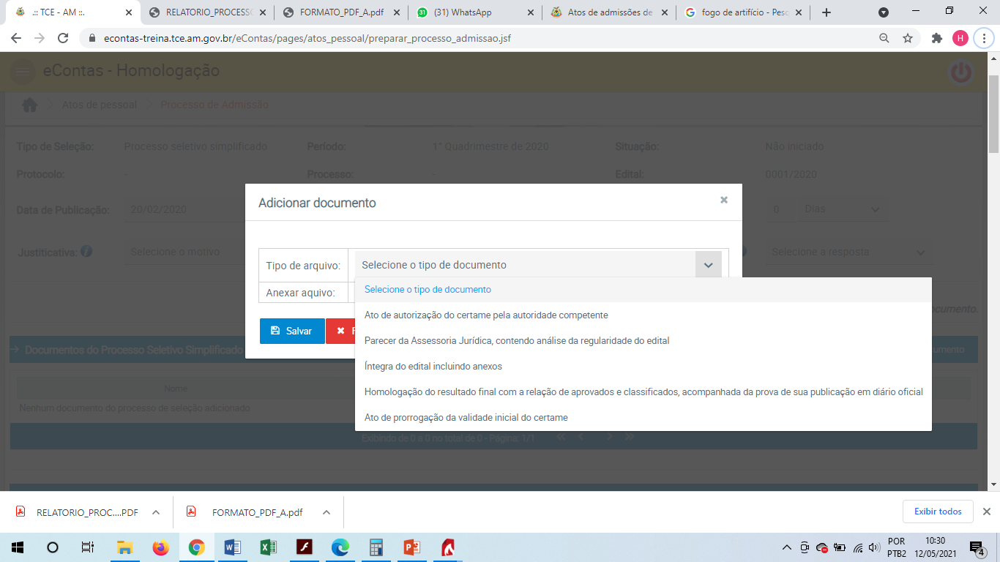 .:: TCE - AM ::.
RELATORIO_PROCESSO
FORMATO_PDF_A.pdf
(31) WhatsApp
Atos de admissões de
fogo de artifício - Pesq
econtas-treina.tce.am.gov.br/eContas/pages/atos_pessoal/preparar_processo_admissao.jsf
H
eContas - Homologação
Atos de pessoal
Processo de Admissão
Tipo de Seleção: Processo seletivo simplificado Período: 1° Quadrimestre de 2020 Situação: Não iniciado
Protocolo: - Processo: - Edital: 0001/2020
Adicionar documento
Data de Publicação: 20/02/2020 0 Dias
Justiticativa: Selecione o motivo Selecione a resposta
Tipo de arquivo: Selecione o tipo de documento
Anexar aquivo:
Selecione o tipo de documento
Ato de autorização do certame pela autoridade competente
Parecer da Assessoria Jurídica, contendo análise da regularidade do edital
Íntegra do edital incluindo anexos
Homologação do resultado final com a relação de aprovados e classificados, acompanhada da prova de sua publicação em diário oficial
Ato de prorrogação da validade inicial do certame
Salvar F
ocumento.
Documentos do Processo Seletivo Simplificado
umento
Nome
Nenhum documento do processo de seleção adicionado
Exibindo de 0 a 0 no total de 0 - Página: 1/1
RELATORIO_PROC....PDF
FORMATO_PDF_A.pdf
Exibir todos
POR
PTB2
10:30
12/05/2021
4